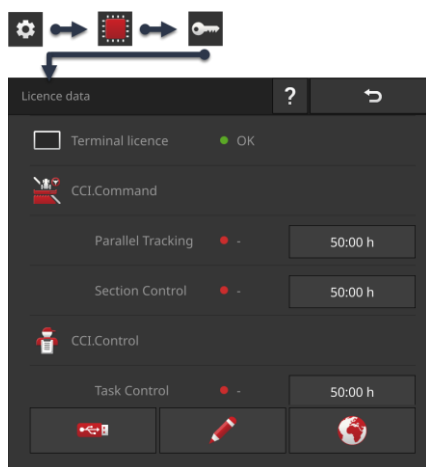 Licence data ?
Terminal licence OK
CCI.Command
Parallel Tracking - 50:00 h
Section Control - 50:00 h
CCI.Control
Task Control - 50:00 h